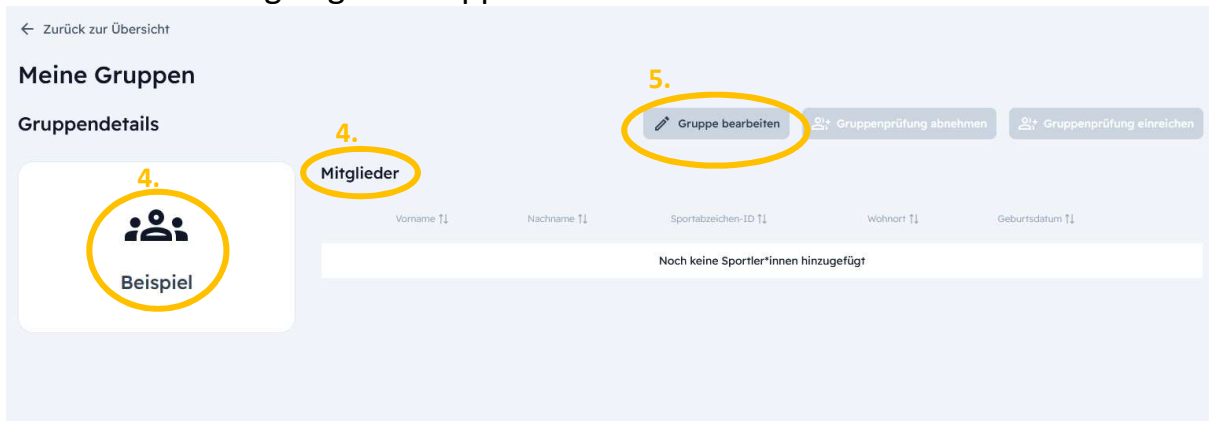 ← Zurück zur Übersicht
Meine Gruppen
5.
Gruppendetails
4.
Gruppe bearbeiten
Gruppenprüfung abnehmen
Gruppenprüfung einreichen
4.
Mitglieder
Vorname ↑↓ Nachname ↑↓ Sportabzeichen-ID ↑↓ Wohnort ↑↓ Geburtsdatum ↑↓
Noch keine Sportler*innen hinzugefügt
Beispiel